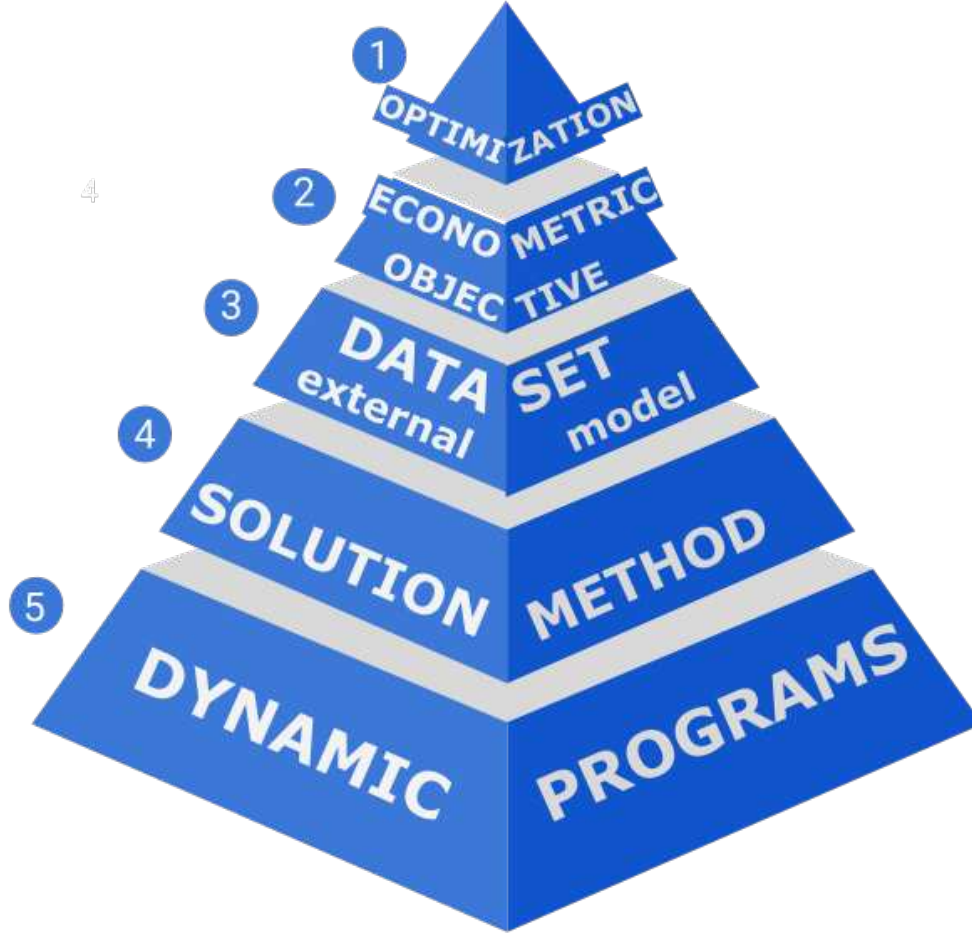 1
OPTIMIZATION
4
2
ECONOMETRIC
OBJECTIVE
3
DATA SET
external model
4
SOLUTION METHOD
5
DYNAMIC PROGRAMS